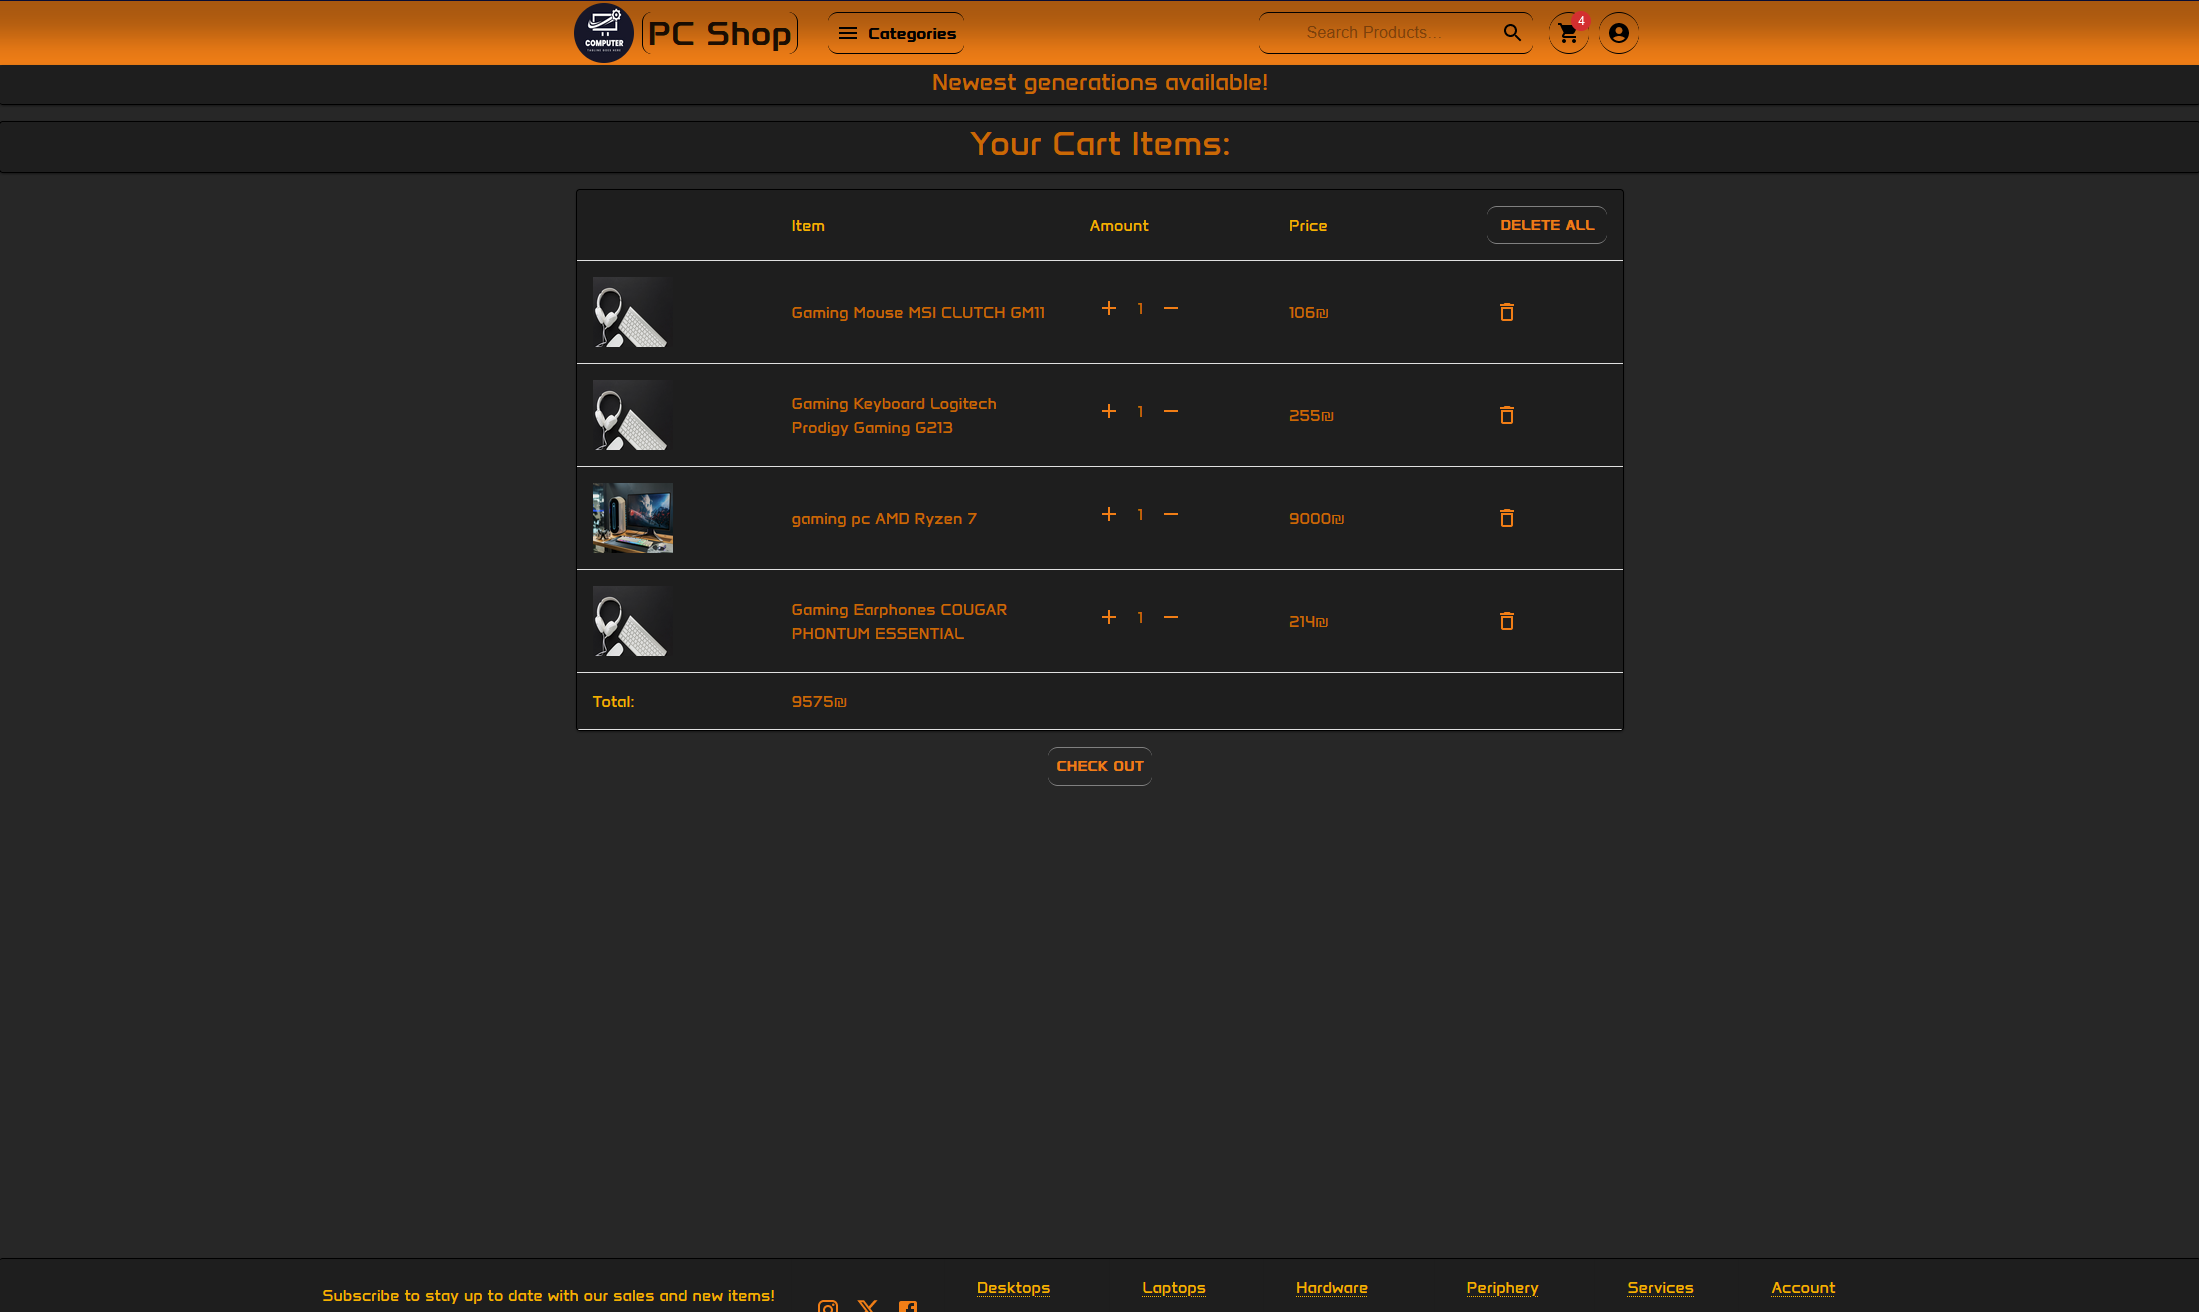 COMPUTER
PC Shop
Categories
Search Products...
4
Newest generations available!
Your Cart Items:
Item Amount Price DELETE ALL
Gaming Mouse MSI CLUTCH GM11 1 106₪
Gaming Keyboard Logitech
Prodigy Gaming G213 1 255₪
gaming pc AMD Ryzen 7 1 9000₪
Gaming Earphones COUGAR
PHONTUM ESSENTIAL 1 214₪
Total: 9575₪
CHECK OUT
Subscribe to stay up to date with our sales and new items!
Desktops Laptops Hardware Periphery Services Account